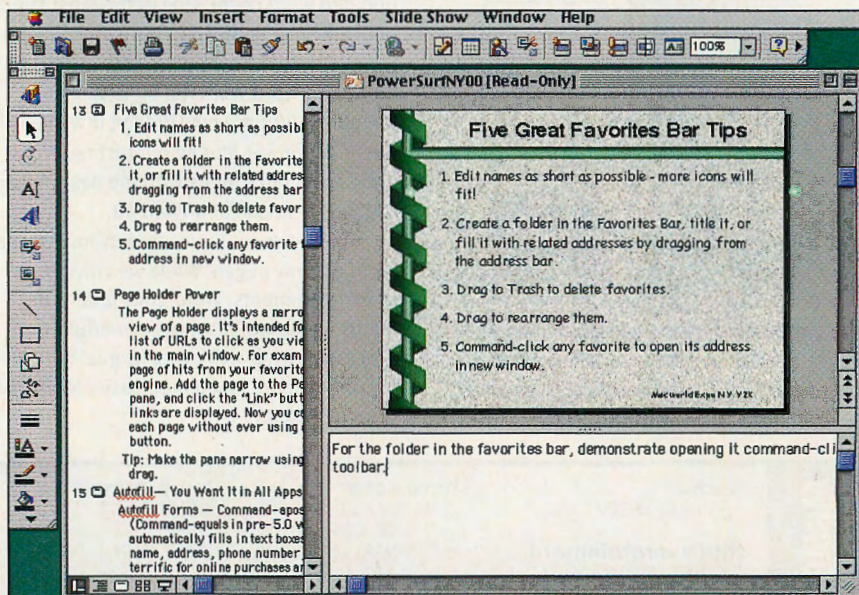 File Edit View Insert Format Tools Slide Show Window Help
100%
PowerSurfNY00 [Read-Only]
13 Five Great Favorites Bar Tips
1. Edit names as short as possibl
icons will fit!
2. Create a folder in the Favorite
it, or fill it with related addres
dragging from the address bar
3. Drag to Trash to delete favor
4. Drag to rearrange them.
5. Command-click any favorite t
address in new window.
14 Page Holder Power
The Page Holder displays a narro
view of a page. It's intended fo
list of URLs to click as you vie
in the main window. For exam
page of hits from your favorite
engine. Add the page to the Pa
pane, and click the "Link" butt
links are displayed. Now you ca
each page without ever using a
button.
Tip: Make the pane narrow using
drag.
15 Autofill— You Want It in All Apps
Autofill Forms — Command-apos
(Command-equals in pre-5.0 v
automatically fills in text boxes
name, address, phone number
terrific for online purchases ar
Five Great Favorites Bar Tips
1. Edit names as short as possible - more icons will
fit!
2. Create a folder in the Favorites Bar, title it, or
fill it with related addresses by dragging from
the address bar.
3. Drag to Trash to delete favorites.
4. Drag to rearrange them.
5. Command-click any favorite to open its address
in new window.
Macworld Expo NY Y2K
For the folder in the favorites bar, demonstrate opening it command-cli
toolbar.